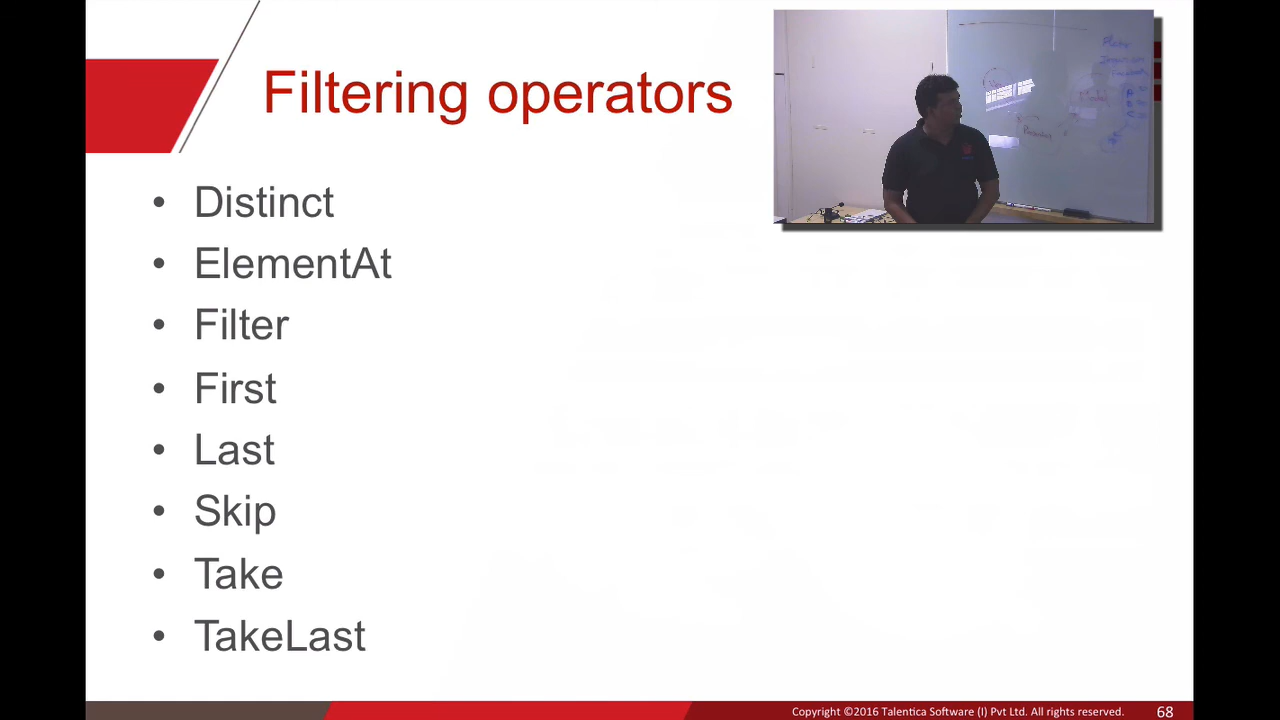 Filtering operators
• Distinct
• ElementAt
• Filter
• First
• Last
• Skip
• Take
• TakeLast
Copyright ©2016 Talentica Software (I) Pvt Ltd. All rights reserved.
68